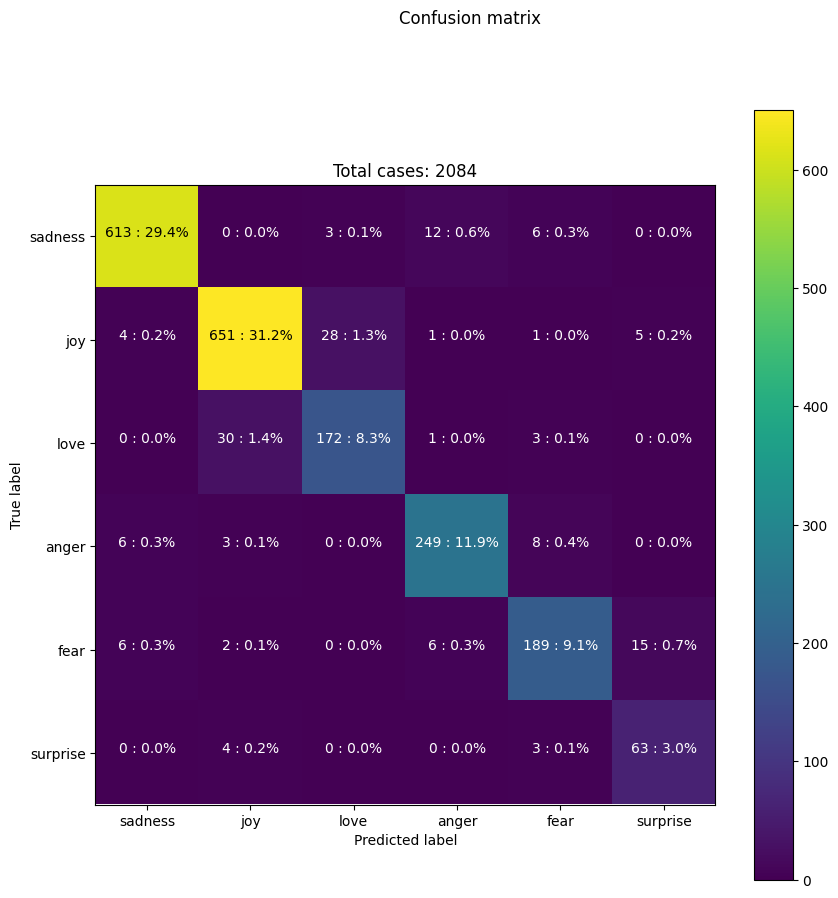 Confusion matrix
Total cases: 2084
sadness 613 : 29.4% 0 : 0.0% 3 : 0.1% 12 : 0.6% 6 : 0.3% 0 : 0.0%
joy 4 : 0.2% 651 : 31.2% 28 : 1.3% 1 : 0.0% 1 : 0.0% 5 : 0.2%
love 0 : 0.0% 30 : 1.4% 172 : 8.3% 1 : 0.0% 3 : 0.1% 0 : 0.0%
anger 6 : 0.3% 3 : 0.1% 0 : 0.0% 249 : 11.9% 8 : 0.4% 0 : 0.0%
fear 6 : 0.3% 2 : 0.1% 0 : 0.0% 6 : 0.3% 189 : 9.1% 15 : 0.7%
surprise 0 : 0.0% 4 : 0.2% 0 : 0.0% 0 : 0.0% 3 : 0.1% 63 : 3.0%
sadness joy love anger fear surprise
Predicted label
True label
600
500
400
300
200
100
0